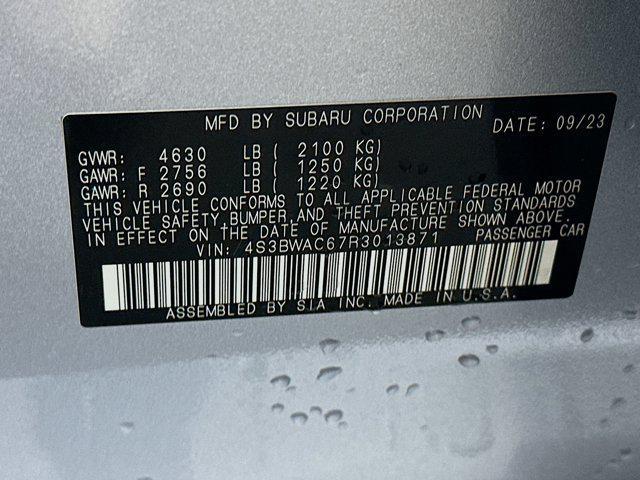 MFD BY SUBARU CORPORATION DATE: 09/23
GVWR: 4630 LB ( 2100 KG)
GAWR: F 2756 LB ( 1250 KG)
GAWR: R 2690 LB ( 1220 KG)
THIS VEHICLE CONFORMS TO ALL APPLICABLE FEDERAL MOTOR
VEHICLE SAFETY, BUMPER, AND THEFT PREVENTION STANDARDS
IN EFFECT ON THE DATE OF MANUFACTURE SHOWN ABOVE.
VIN: 4S3BWAC67R3013871 PASSENGER CAR
ASSEMBLED BY SIA INC. MADE IN U.S.A.